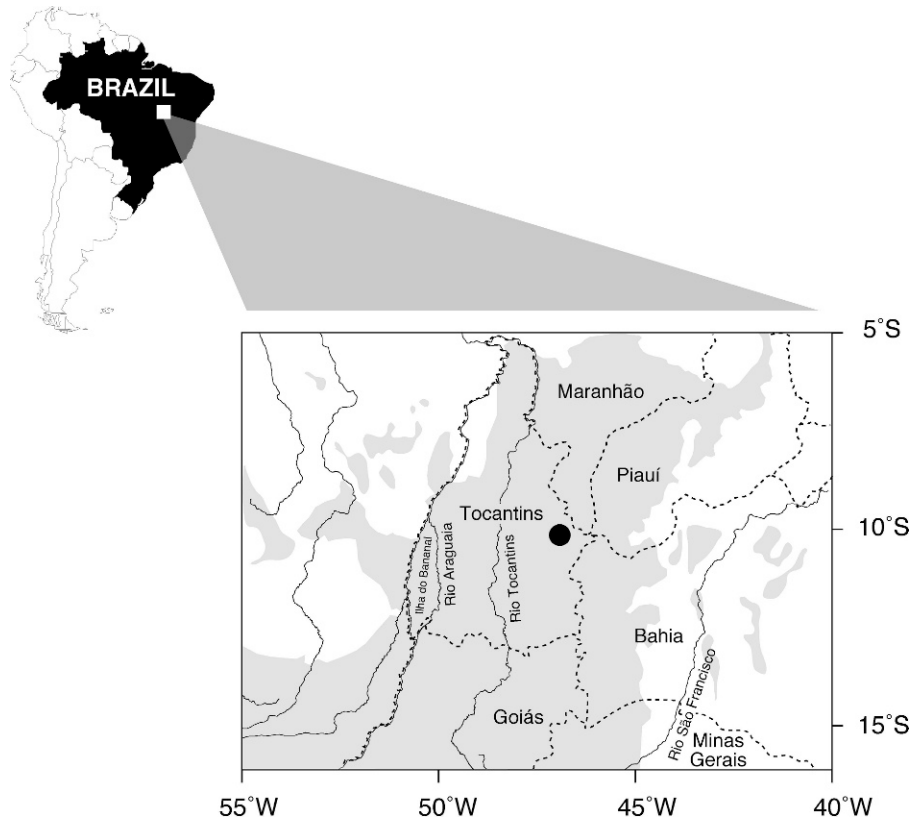 BRAZIL
5°S
Maranhão
Piauí
Tocantins
10°S
Ilha do Bananal
Rio Araguaia
Rio Tocantins
Bahia
Rio São Francisco
Goiás
15°S
Minas
Gerais
55°W
50°W
45°W
40°W